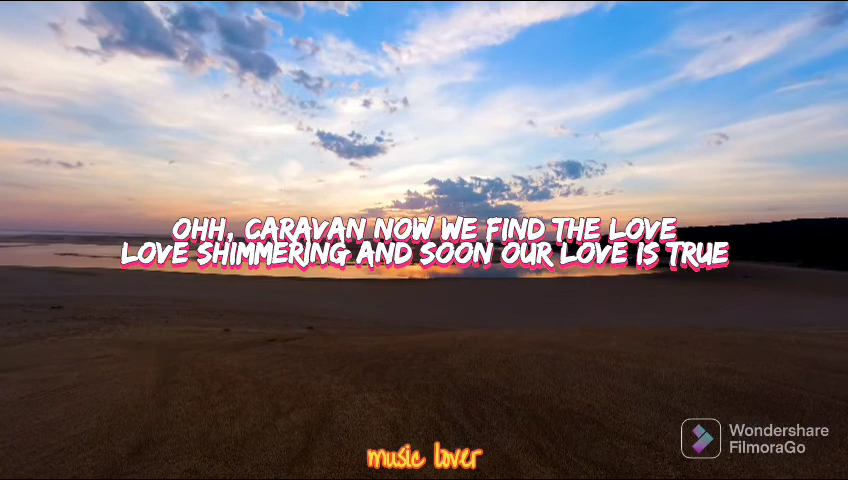 OHH, CARAVAN NOW WE FIND THE LOVE
LOVE SHIMMERING AND SOON OUR LOVE IS TRUE
music lover
Wondershare
FilmoraGo